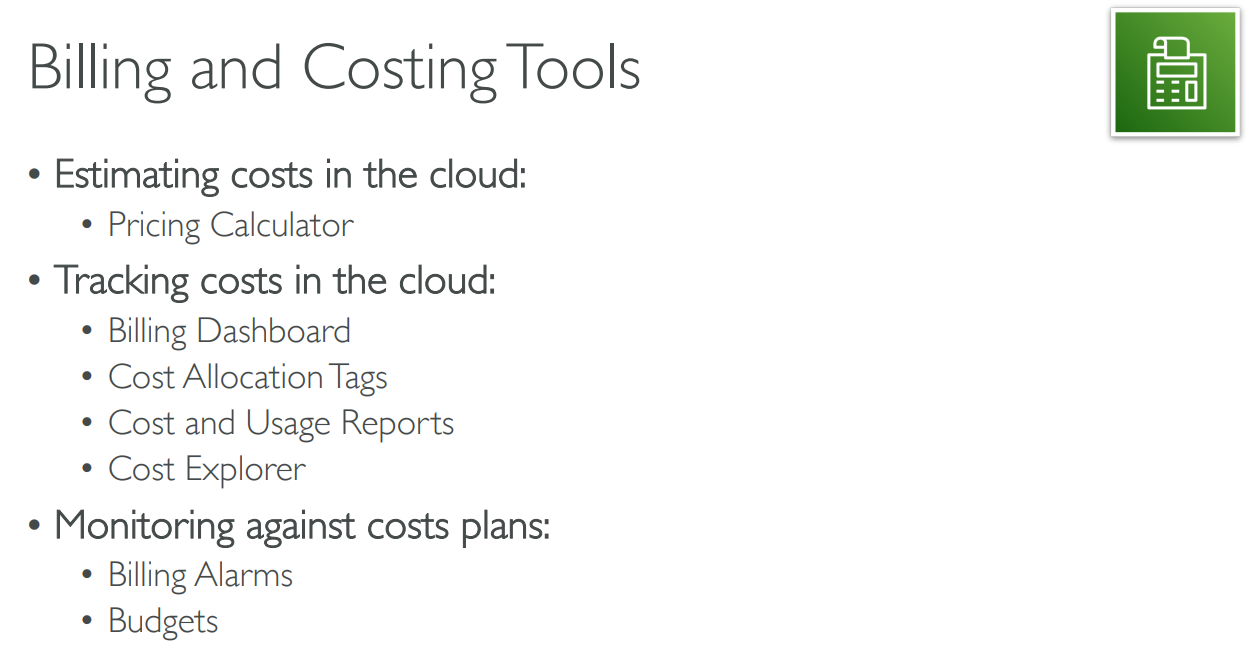 Billing and Costing Tools
• Estimating costs in the cloud:
• Pricing Calculator
• Tracking costs in the cloud:
• Billing Dashboard
• Cost Allocation Tags
• Cost and Usage Reports
• Cost Explorer
• Monitoring against costs plans:
• Billing Alarms
• Budgets